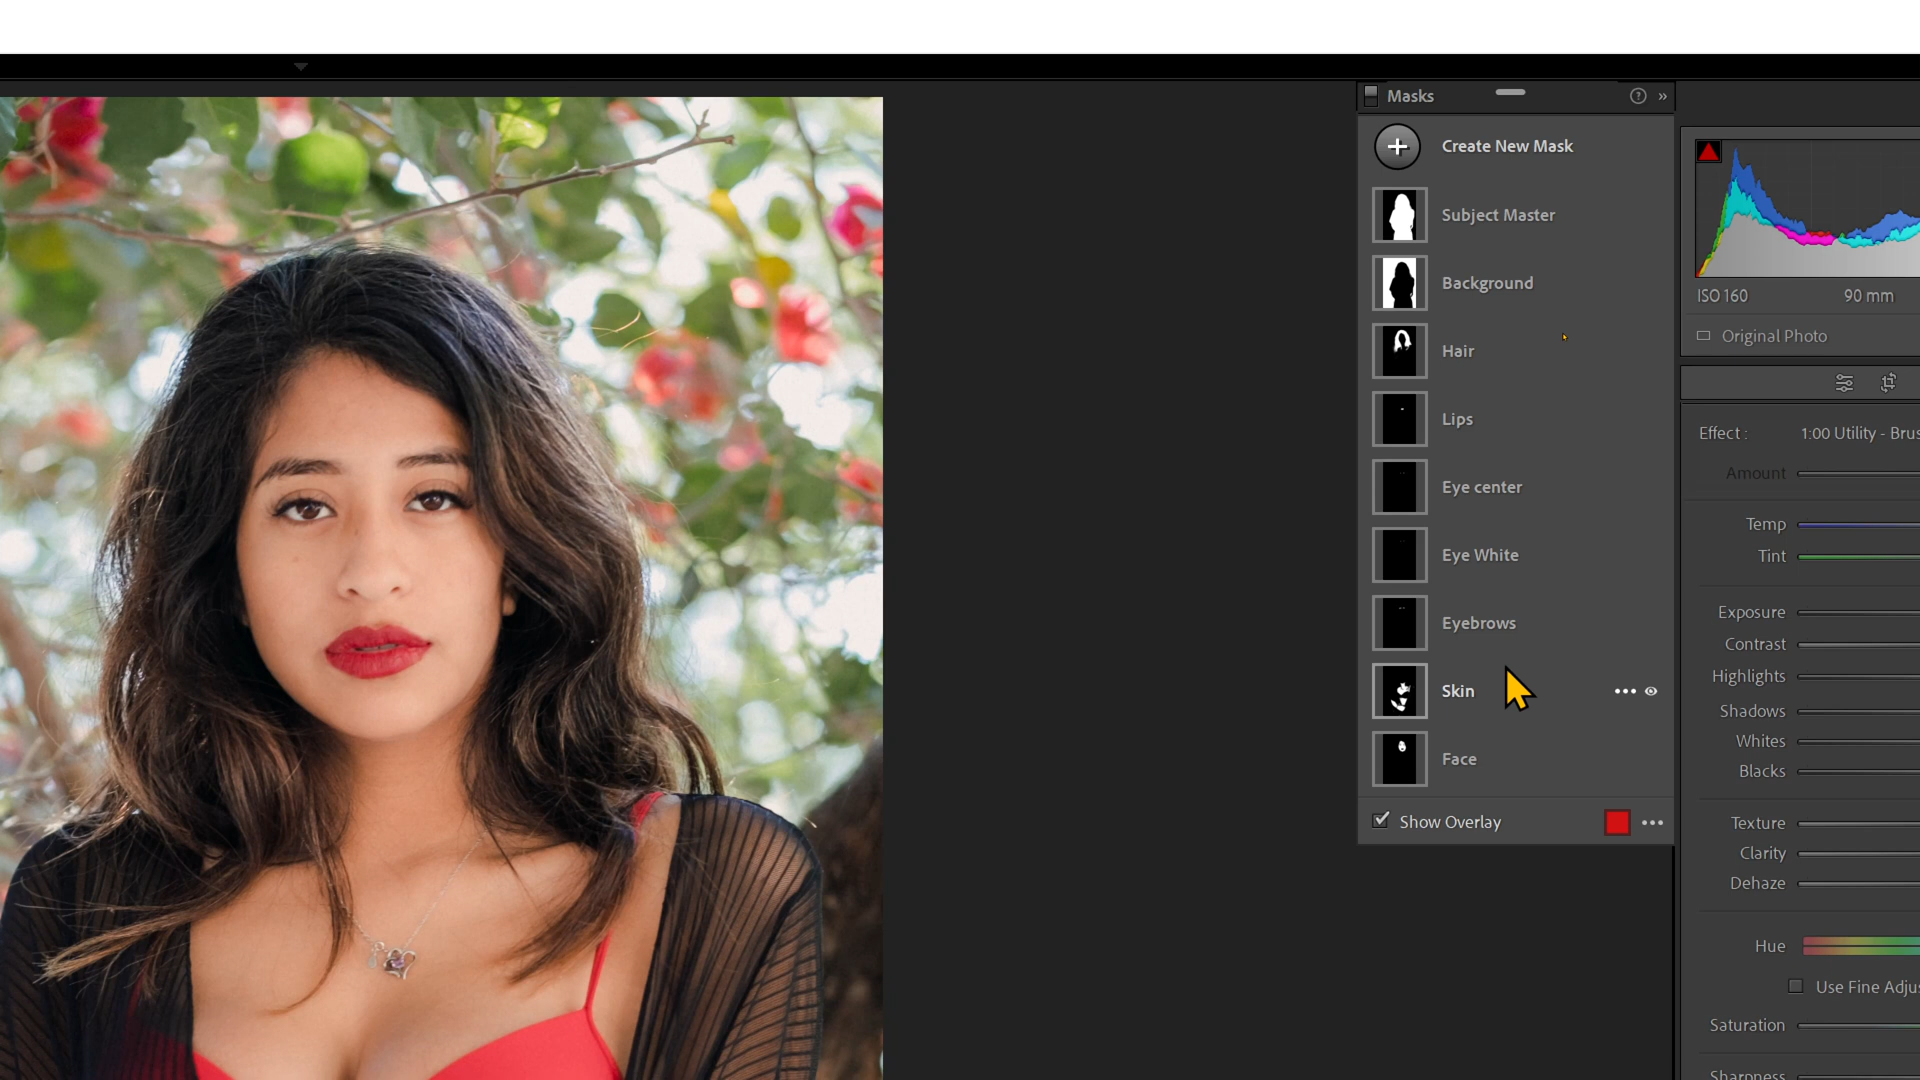 Masks
Create New Mask
Subject Master
Background
Hair
Lips
Eye center
Eye White
Eyebrows
Skin
Face
Show Overlay
ISO 160 90 mm
Original Photo
Effect : 1:00 Utility - Brus
Amount
Temp
Tint
Exposure
Contrast
Highlights
Shadows
Whites
Blacks
Texture
Clarity
Dehaze
Hue
Use Fine Adjus
Saturation
Sharpness